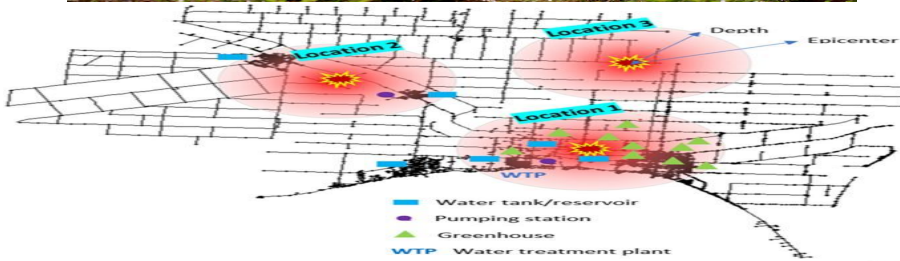 Location 3
Depth
Epicenter
Location 2
Location 1
WTP
Water tank/reservoir
Pumping station
Greenhouse
WTP Water treatment plant